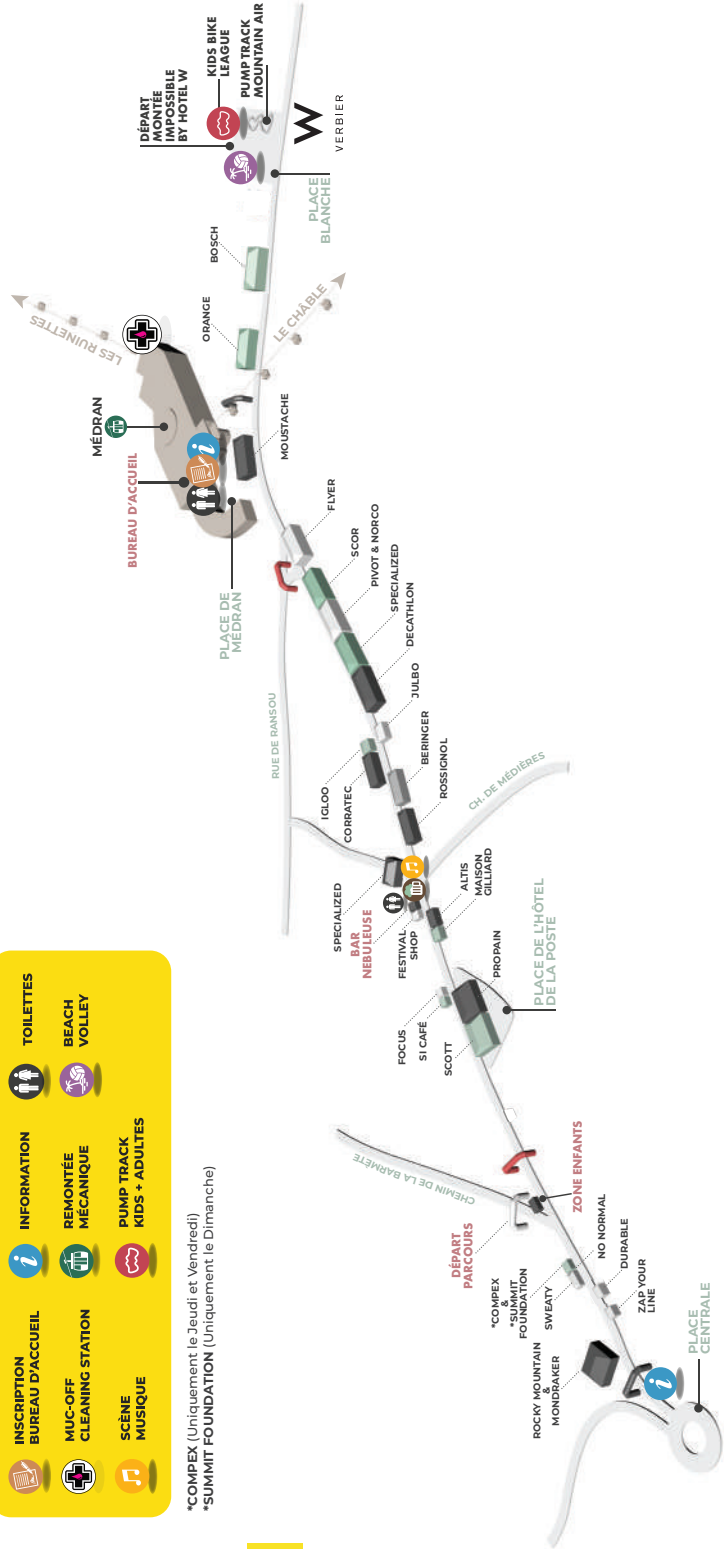 INSCRIPTION
BUREAU D'ACCUEIL
INFORMATION
TOILETTES
MUC-OFF
CLEANING STATION
REMONTÉE
MÉCANIQUE
BEACH
VOLLEY
SCÈNE
MUSIQUE
PUMP TRACK
KIDS + ADULTES
*COMPEX (Uniquement le Jeudi et Vendredi)
*SUMMIT FOUNDATION (Uniquement le Dimanche)
PLACE
CENTRALE
ROCKY MOUNTAIN
&
MONDRAKER
ZAP YOUR
LINE
DURABLE
NO NORMAL
SWEATY
*COMPEX
&
*SUMMIT
FOUNDATION
DÉPART
PARCOURS
ZONE ENFANTS
CHEMIN DE LA BARMÈTE
SCOTT
SI CAFÉ
FOCUS
PROPAIN
PLACE DE L'HÔTEL
DE LA POSTE
FESTIVAL
SHOP
BAR
NEBULEUSE
SPECIALIZED
ALTIS
MAISON
GILLIARD
CH. DE MÉDIÈRES
ROSSIGNOL
BERINGER
CORRATEC
IGLOO
JULBO
DECATHLON
SPECIALIZED
PIVOT & NORCO
SCOR
FLYER
RUE DE RANSOU
PLACE DE
MÉDRAN
BUREAU D'ACCUEIL
MÉDRAN
MOUSTACHE
LES RUINETTES
LE CHÂBLE
ORANGE
BOSCH
PLACE
BLANCHE
DÉPART
MONTÉE
IMPOSSIBLE
BY HOTEL W
KIDS BIKE
LEAGUE
PUMPTRACK
MOUNTAIN AIR
W
VERBIER